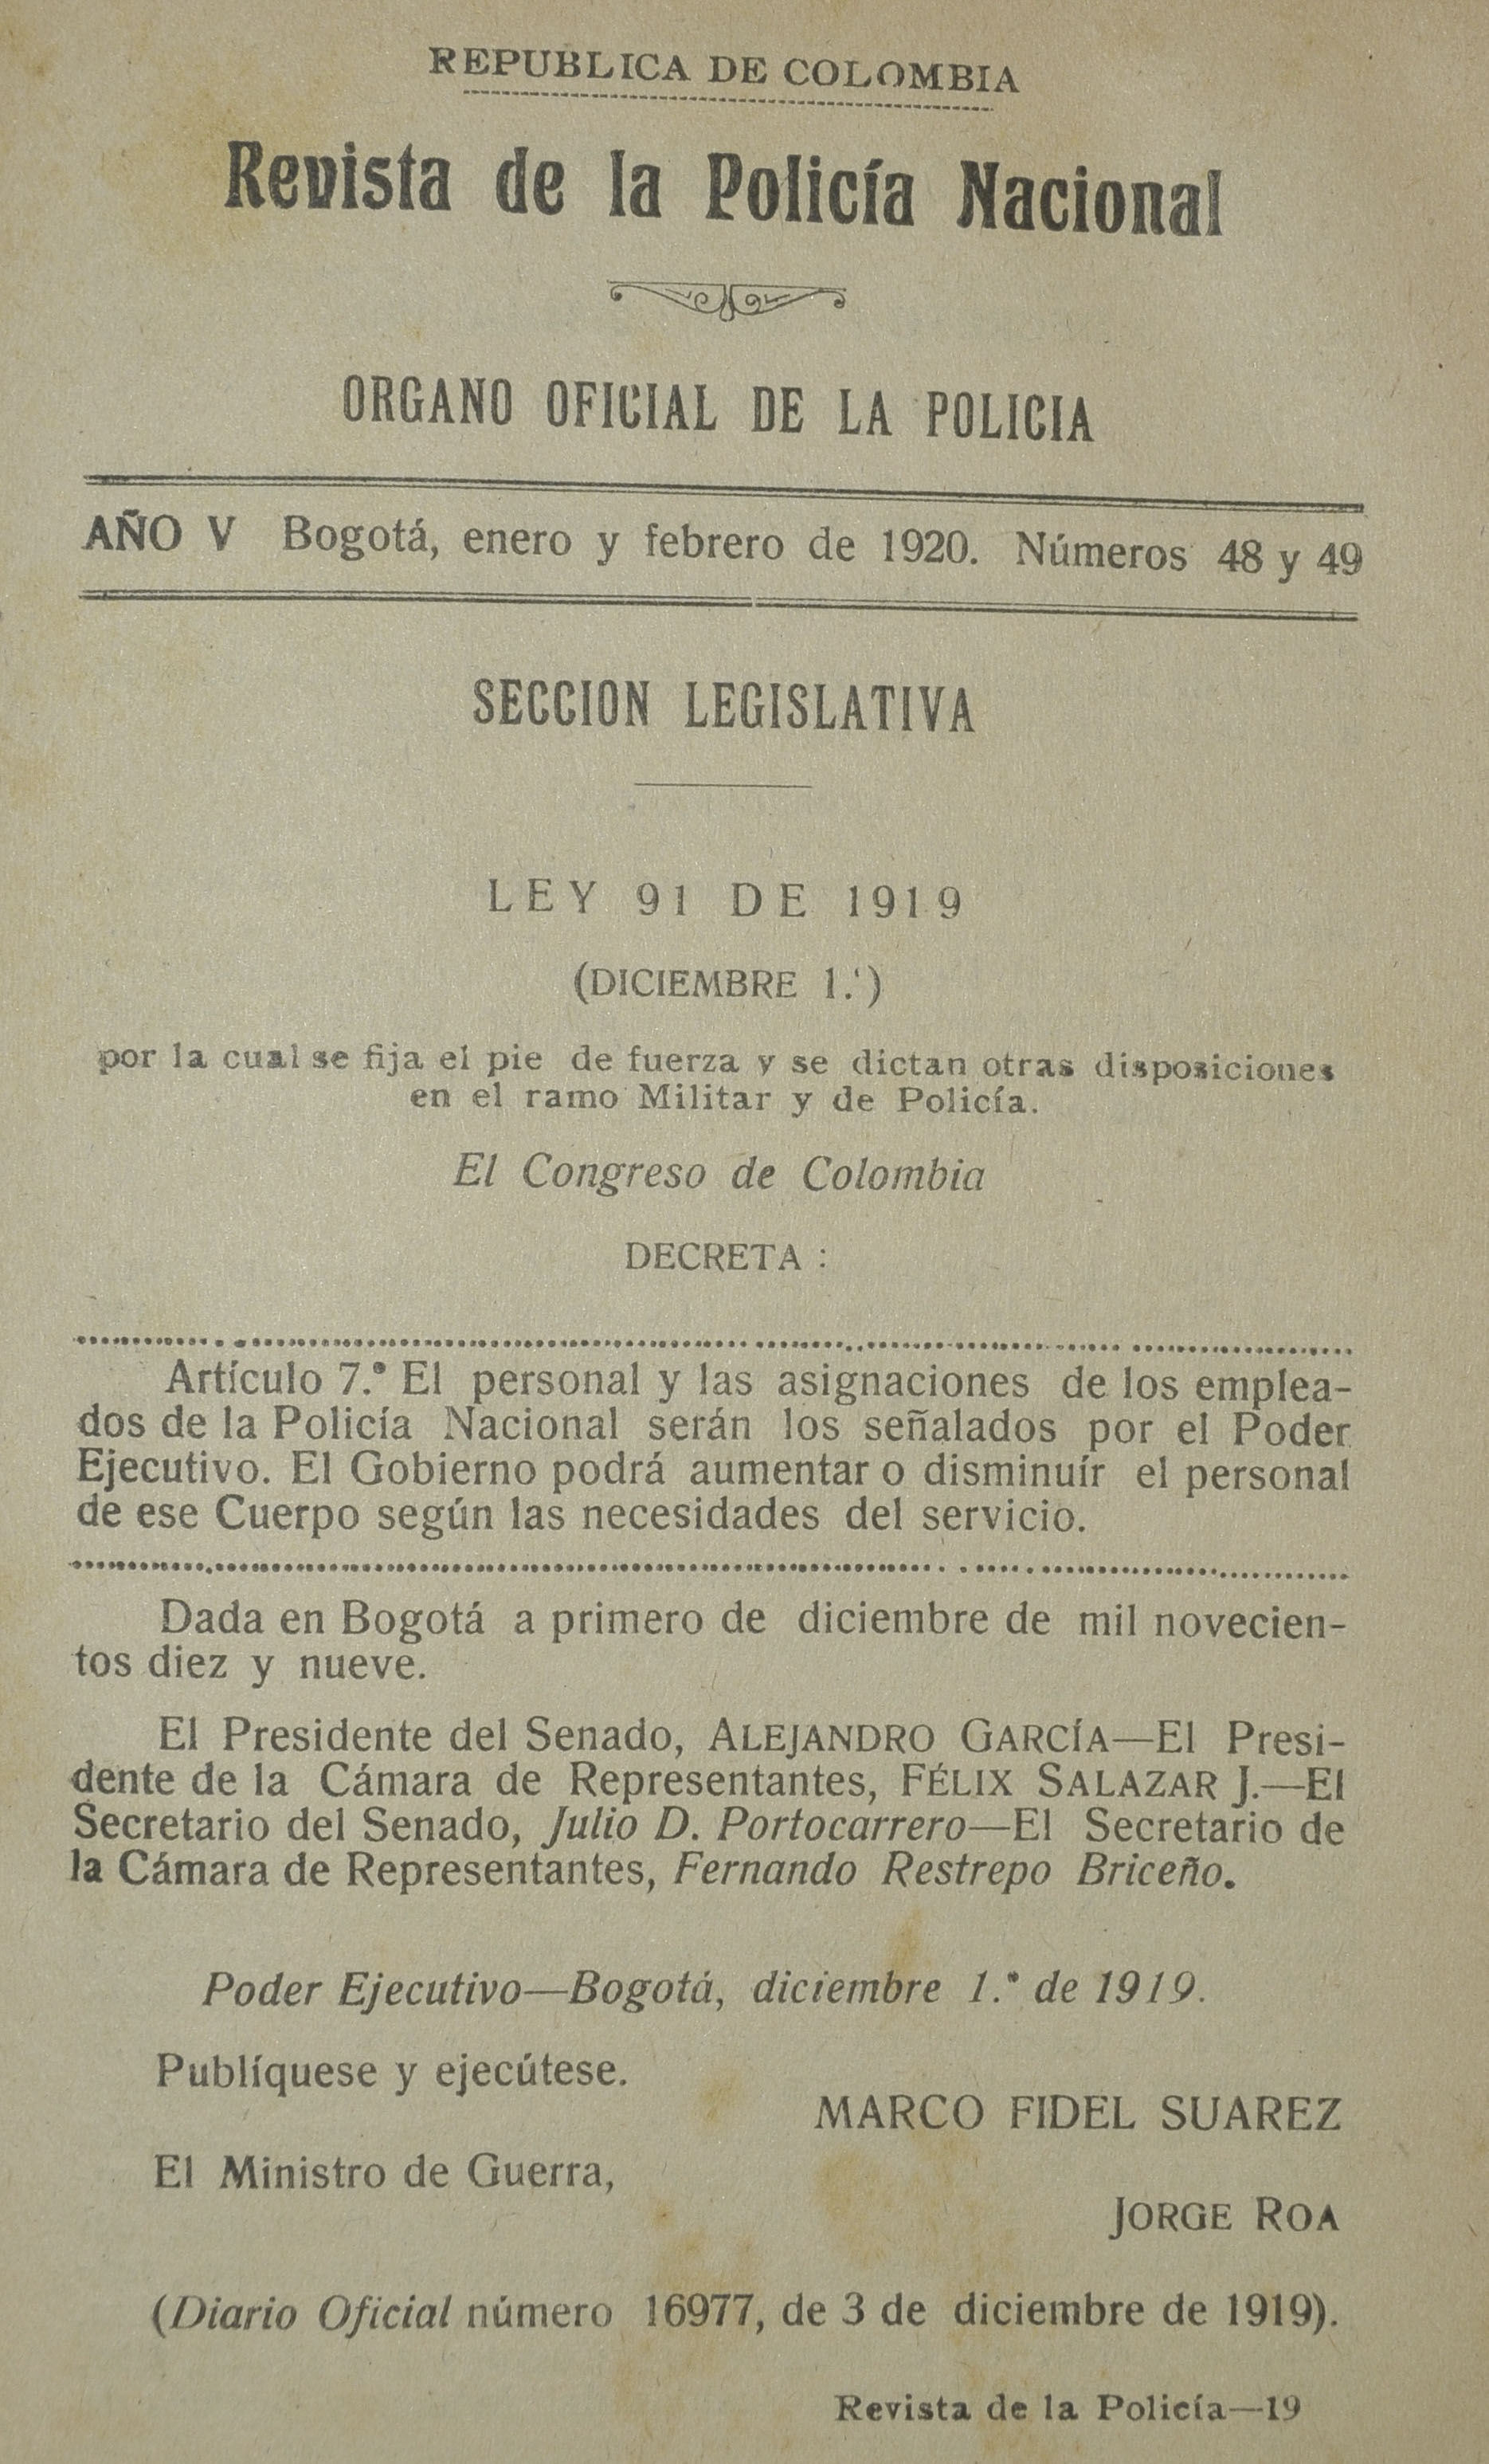 REPUBLICA DE COLOMBIA
Revista de la Policía Nacional
ORGANO OFICIAL DE LA POLICIA
AÑO V Bogotá, enero y febrero de 1920. Números 48 y 49
SECCION LEGISLATIVA
LEY 91 DE 1919
(DICIEMBRE 1.')
por la cual se fija el pie de fuerza y se dictan otras disposiciones
en el ramo Militar y de Policía.
El Congreso de Colombia
DECRETA :
Artículo 7.º El personal y las asignaciones de los emplea-
dos de la Policía Nacional serán los señalados por el Poder
Ejecutivo. El Gobierno podrá aumentar o disminuír el personal
de ese Cuerpo según las necesidades del servicio.
Dada en Bogotá a primero de diciembre de mil novecien-
tos diez y nueve.
El Presidente del Senado, ALEJANDRO GARCÍA—El Presi-
dente de la Cámara de Representantes, FÉLIX SALAZAR J.—El
Secretario del Senado, Julio D. Portocarrero—El Secretario de
la Cámara de Representantes, Fernando Restrepo Briceño.
Poder Ejecutivo—Bogotá, diciembre 1.º de 1919.
Publíquese y ejecútese.
MARCO FIDEL SUAREZ
El Ministro de Guerra,
JORGE ROA
(Diario Oficial número 16977, de 3 de diciembre de 1919).
Revista de la Policía—19